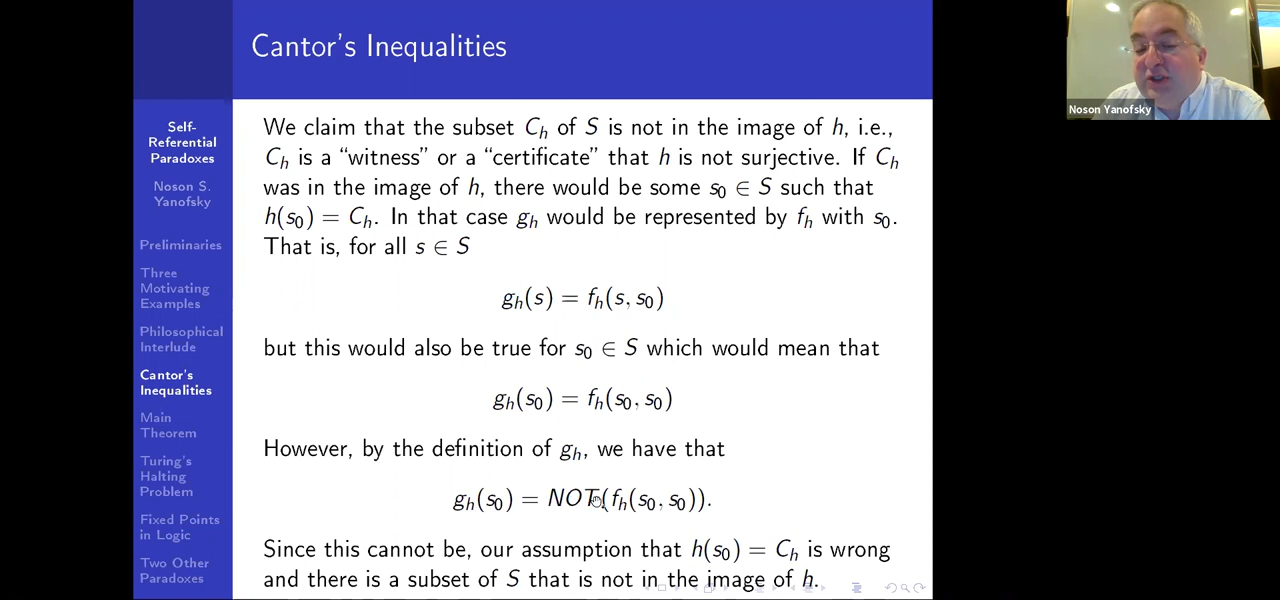 Cantor's Inequalities
Self-
Referential
Paradoxes
Noson S.
Yanofsky
Preliminaries
Three
Motivating
Examples
Philosophical
Interlude
Cantor's
Inequalities
Main
Theorem
Turing's
Halting
Problem
Fixed Points
in Logic
Two Other
Paradoxes
We claim that the subset C_h of S is not in the image of h, i.e.,
C_h is a “witness” or a “certificate” that h is not surjective. If C_h
was in the image of h, there would be some s_0 ∈ S such that
h(s_0) = C_h. In that case g_h would be represented by f_h with s_0.
That is, for all s ∈ S
g_h(s) = f_h(s, s_0)
but this would also be true for s_0 ∈ S which would mean that
g_h(s_0) = f_h(s_0, s_0)
However, by the definition of g_h, we have that
g_h(s_0) = NOT(f_h(s_0, s_0)).
Since this cannot be, our assumption that h(s_0) = C_h is wrong
and there is a subset of S that is not in the image of h.
Noson Yanofsky